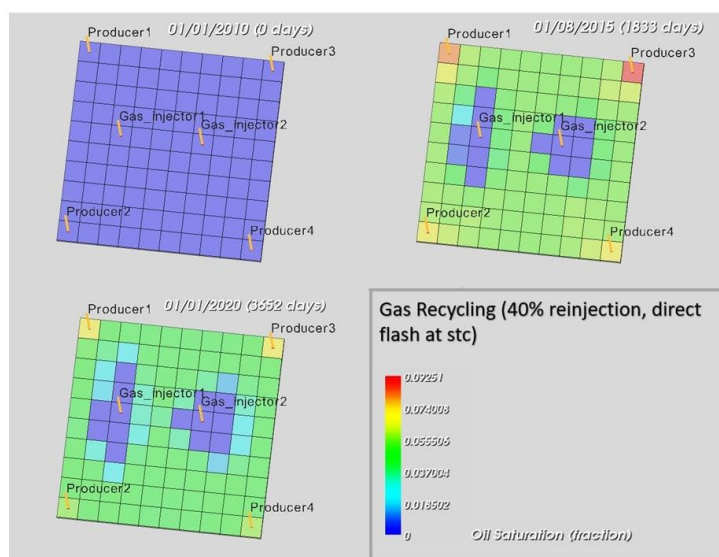 01/01/2010 (0 days)
Producer1
Producer3
Gas_injector1
Gas_injector2
Producer2
Producer4
01/08/2015 (1833 days)
Producer1
Producer3
Gas_injector1
Gas_injector2
Producer2
Producer4
01/01/2020 (3652 days)
Producer1
Producer3
Gas_injector1
Gas_injector2
Producer2
Producer4
Gas Recycling (40% reinjection, direct
flash at stc)
0.09251
0.074008
0.055506
0.037004
0.018502
0
Oil Saturation (fraction)